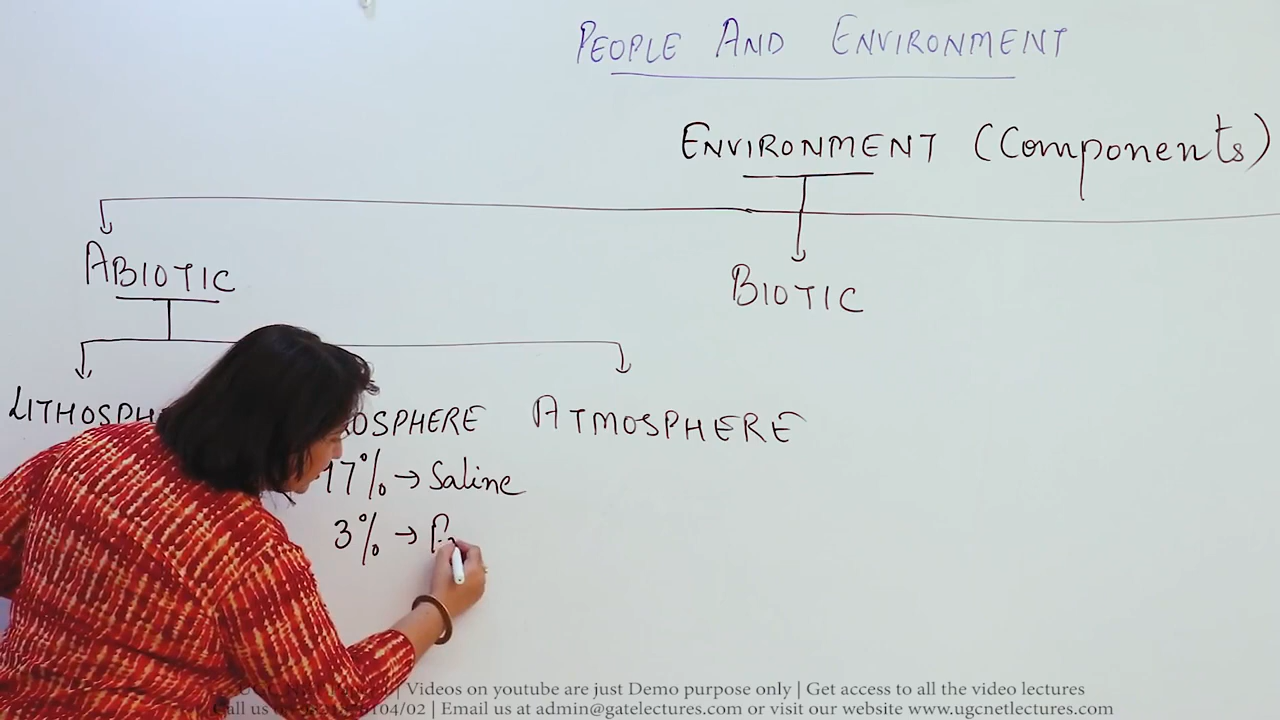 PEOPLE AND ENVIRONMENT
ENVIRONMENT (Components)
ABIOTIC
BIOTIC
ATMOSPHERE
→ Saline
3% →
| Videos on youtube are just Demo purpose only | Get access to all the video lectures
Call us | Email us at admin@gatelectures.com or visit our website www.ugcnetlectures.com